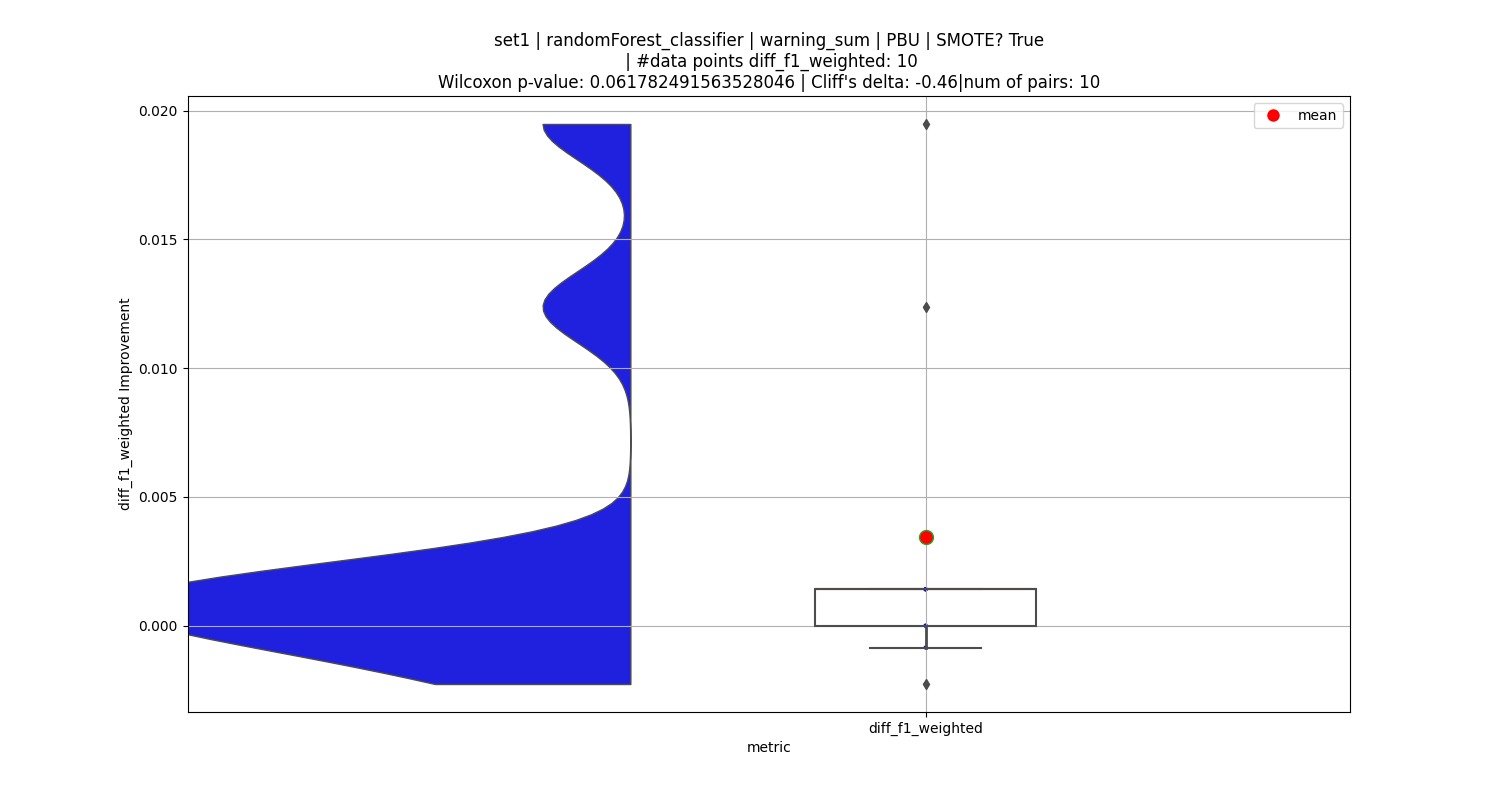 set1 | randomForest_classifier | warning_sum | PBU | SMOTE? True
| #data points diff_f1_weighted: 10
Wilcoxon p-value: 0.061782491563528046 | Cliff's delta: -0.46|num of pairs: 10
mean
0.020
0.015
0.010
0.005
0.000
diff_f1_weighted Improvement
diff_f1_weighted
metric